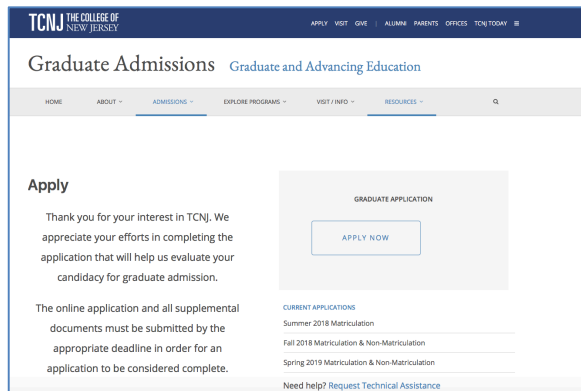 TCNJ THE COLLEGE OF
NEW JERSEY
APPLY VISIT GIVE | ALUMNI PARENTS OFFICES TCNJ TODAY
Graduate Admissions Graduate and Advancing Education
HOME ABOUT ADMISSIONS EXPLORE PROGRAMS VISIT / INFO RESOURCES
Apply
Thank you for your interest in TCNJ. We
appreciate your efforts in completing the
application that will help us evaluate your
candidacy for graduate admission.
The online application and all supplemental
documents must be submitted by the
appropriate deadline in order for an
application to be considered complete.
GRADUATE APPLICATION
APPLY NOW
CURRENT APPLICATIONS
Summer 2018 Matriculation
Fall 2018 Matriculation & Non-Matriculation
Spring 2019 Matriculation & Non-Matriculation
Need help? Request Technical Assistance